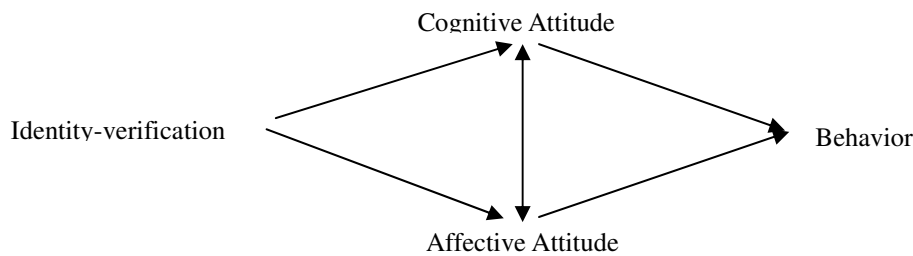 Cognitive Attitude
Identity-verification
Behavior
Affective Attitude